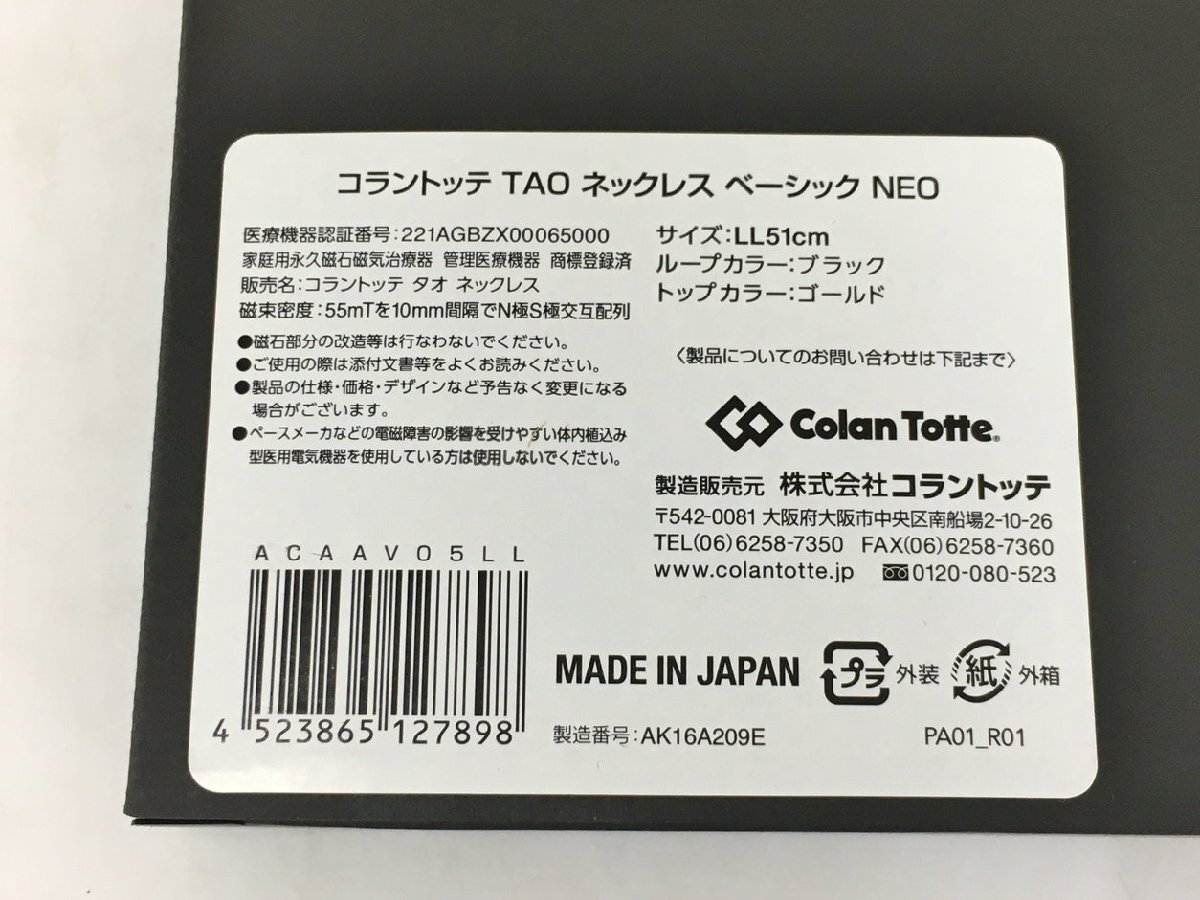 コラントッテ TAO ネックレス ベーシック NEO
医療機器認証番号:221AGBZX00065000
家庭用永久磁石磁気治療器 管理医療機器 商標登録済
販売名:コラントッテ タオ ネックレス
磁束密度:55mTを10mm間隔でN極S極交互配列
●磁石部分の改造等は行なわないでください。
●ご使用の際は添付文書等をよくお読みください。
●製品の仕様・価格・デザインなど予告なく変更になる
場合がございます。
●ペースメーカなどの電磁障害の影響を受けやすい体内植込み
型医用電気機器を使用している方は使用しないでください。
ACAAV05LL
4 523865 127898
サイズ:LL51cm
ループカラー:ブラック
トップカラー:ゴールド
〈製品についてのお問い合わせは下記まで〉
Colan Totte®
製造販売元 株式会社コラントッテ
〒542-0081 大阪府大阪市中央区南船場2-10-26
TEL(06)6258-7350 FAX(06)6258-7360
www.colantotte.jp 0120-080-523
MADE IN JAPAN プラ 外装 紙 外箱
製造番号:AK16A209E PA01_R01